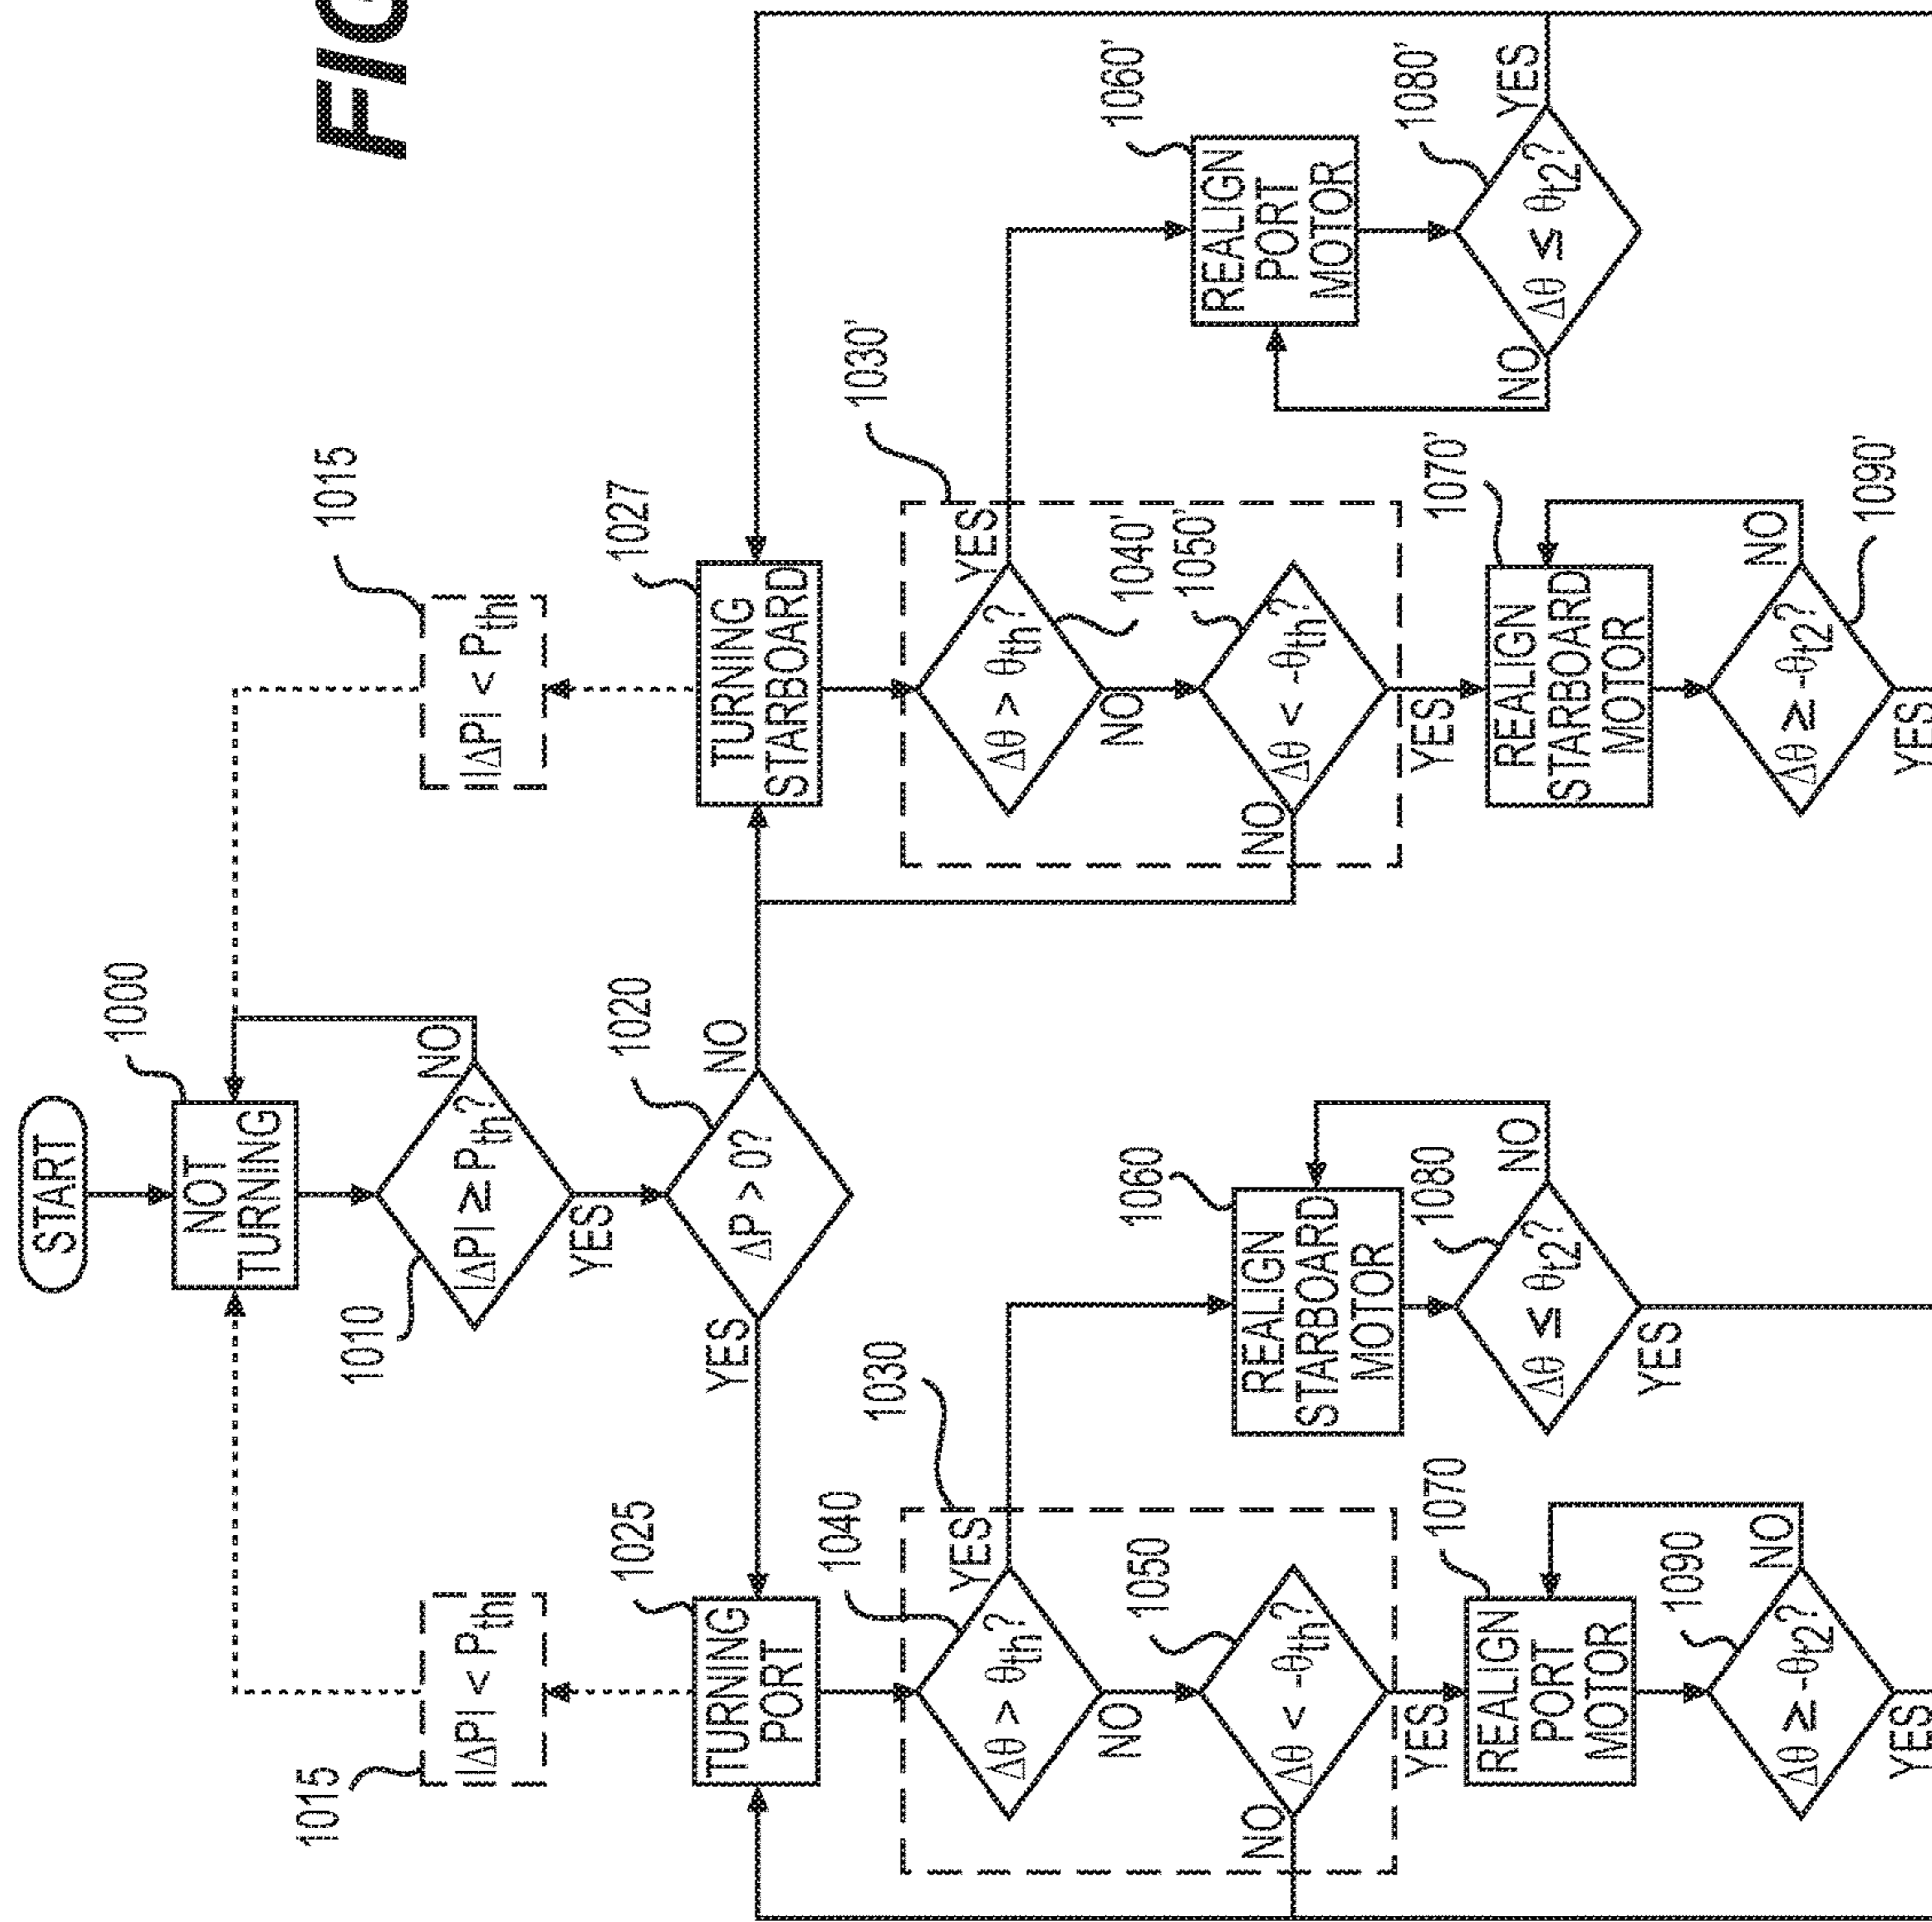 FIG
START
1000
NOT
TURNING
1010
|ΔP| ≥ Pth?
NO
YES
1015
|ΔP| < Pth
1015
|ΔP| < Pth
1020
ΔP > 0?
YES
NO
1025
TURNING
PORT
1027
TURNING
STARBOARD
1030
1040
Δθ > θth?
YES
NO
1050
Δθ < -θth?
NO
YES
1060
REALIGN
STARBOARD
MOTOR
1080
Δθ ≤ θt2?
NO
YES
1070
REALIGN
PORT
MOTOR
1090
Δθ ≥ -θt2?
NO
YES
1030'
1040'
Δθ > θth?
YES
NO
1050'
Δθ < -θth?
NO
YES
1060'
REALIGN
PORT
MOTOR
1080'
Δθ ≤ θt2?
NO
YES
1070'
REALIGN
STARBOARD
MOTOR
1090'
Δθ ≥ -θt2?
NO
YES